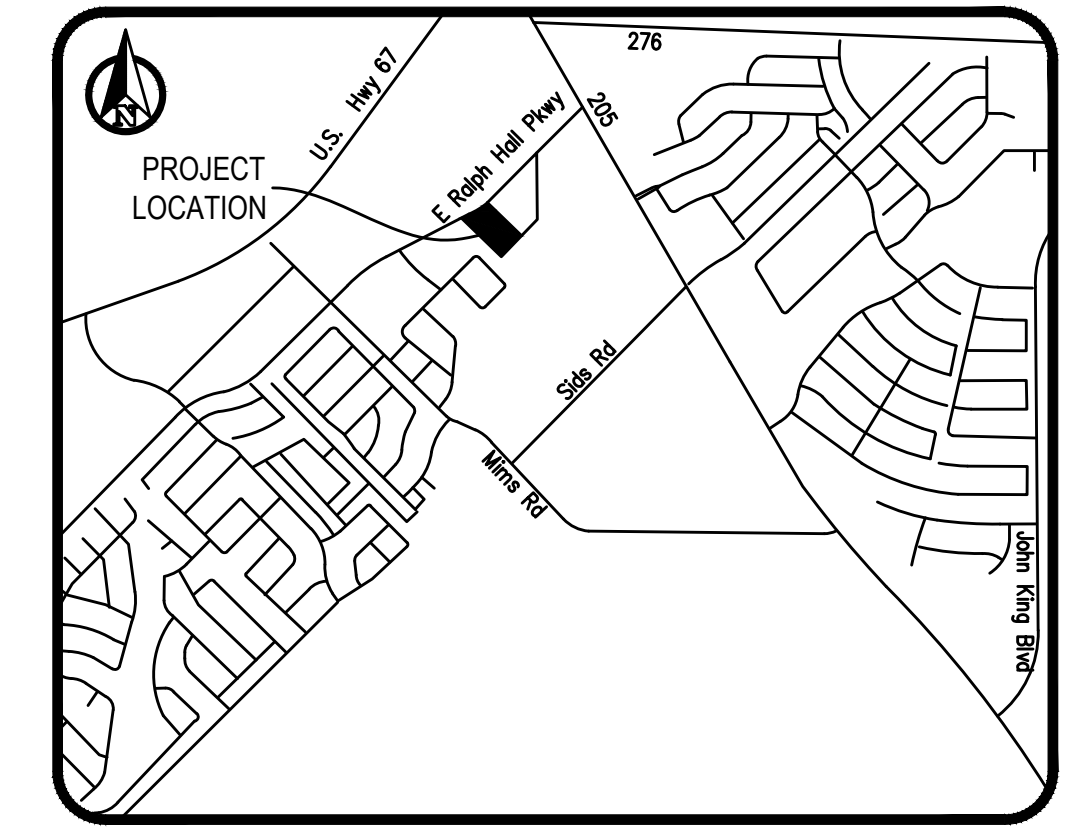 276
U.S. Hwy 67
205
E Ralph Hall Pkwy
N
PROJECT
LOCATION
Sids Rd
Mims Rd
John King Blvd